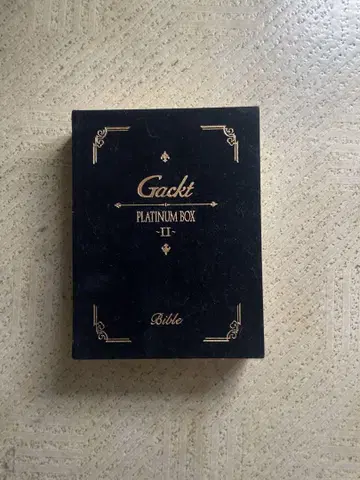 Gackt
PLATINUM BOX
~II~
Bible